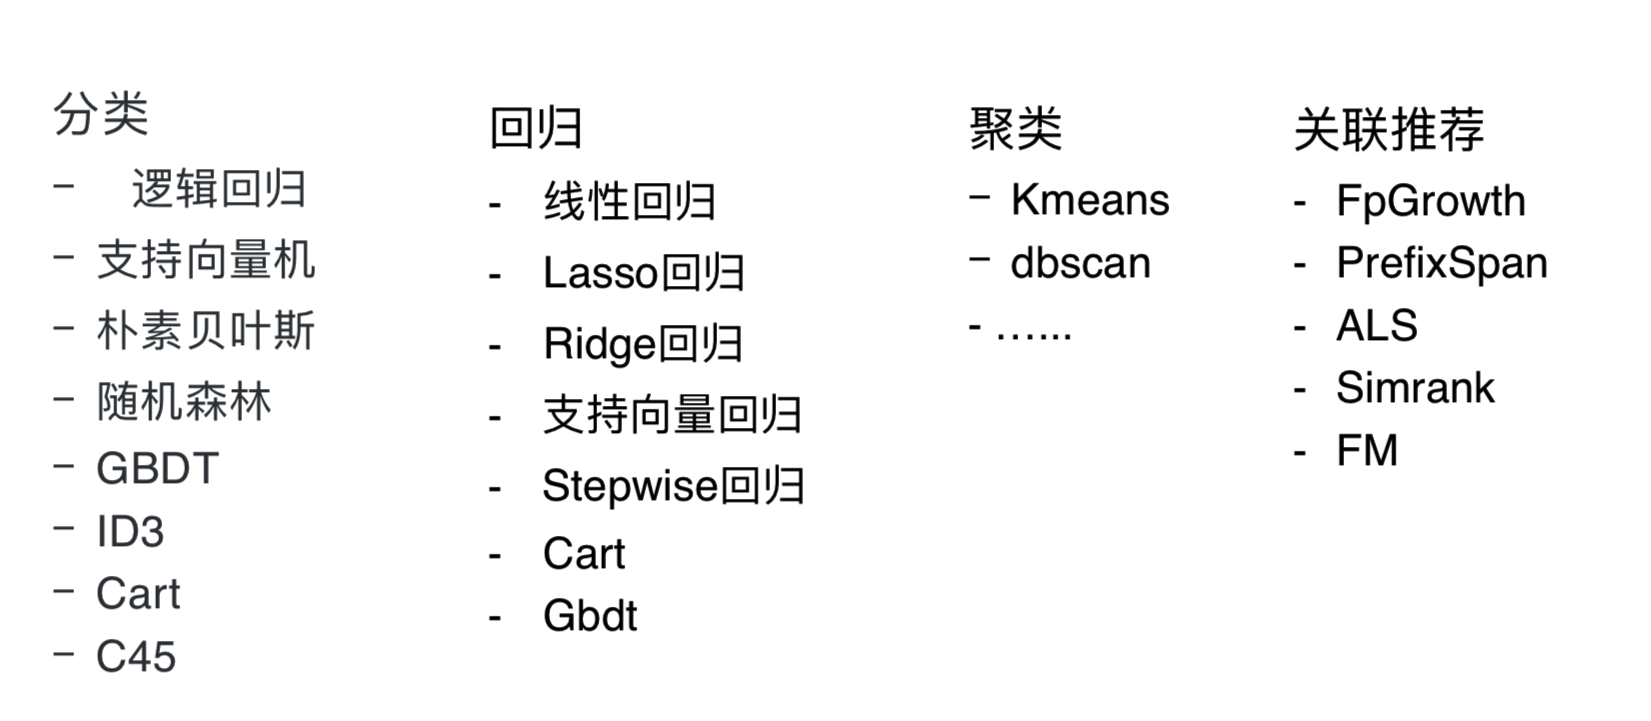 分类
– 逻辑回归
– 支持向量机
– 朴素贝叶斯
– 随机森林
– GBDT
– ID3
– Cart
– C45
回归
- 线性回归
- Lasso回归
- Ridge回归
- 支持向量回归
- Stepwise回归
- Cart
- Gbdt
聚类
– Kmeans
– dbscan
- …...
关联推荐
- FpGrowth
- PrefixSpan
- ALS
- Simrank
- FM